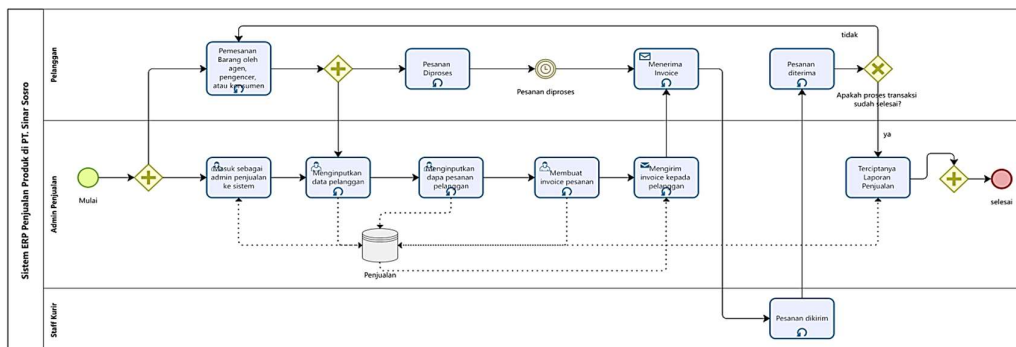 Sistem ERP Penjualan Produk di PT. Sinar Sosro
Pelanggan
Pemesanan
Barang oleh
agen,
pengencer,
atau konsumen
Pesanan
Diproses
Pesanan diproses
Menerima
Invoice
Pesanan
diterima
tidak
Apakah proses transaksi
sudah selesai?
ya
Admin Penjualan
Mulai
Masuk sebagai
admin penjualan
ke sistem
Menginputkan
data pelanggan
Menginputkan
dapa pesanan
pelanggan
Membuat
invoice pesanan
Mengirim
invoice kepada
pelanggan
Terciptanya
Laporan
Penjualan
selesai
Penjualan
Staff Kurir
Pesanan dikirim